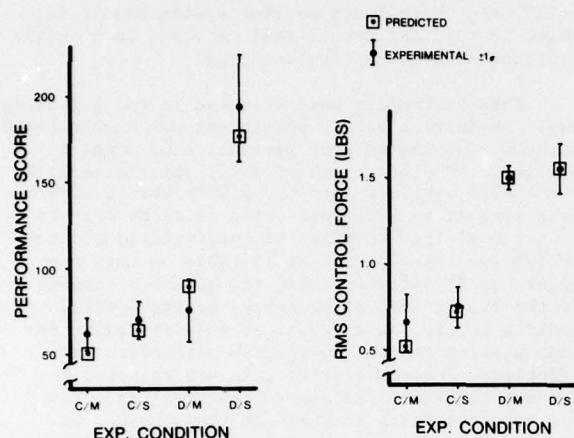 PREDICTED
EXPERIMENTAL ±1σ
PERFORMANCE SCORE
200
150
100
50
C/M C/S D/M D/S
EXP. CONDITION
RMS CONTROL FORCE (LBS)
1.5
1.0
0.5
C/M C/S D/M D/S
EXP. CONDITION